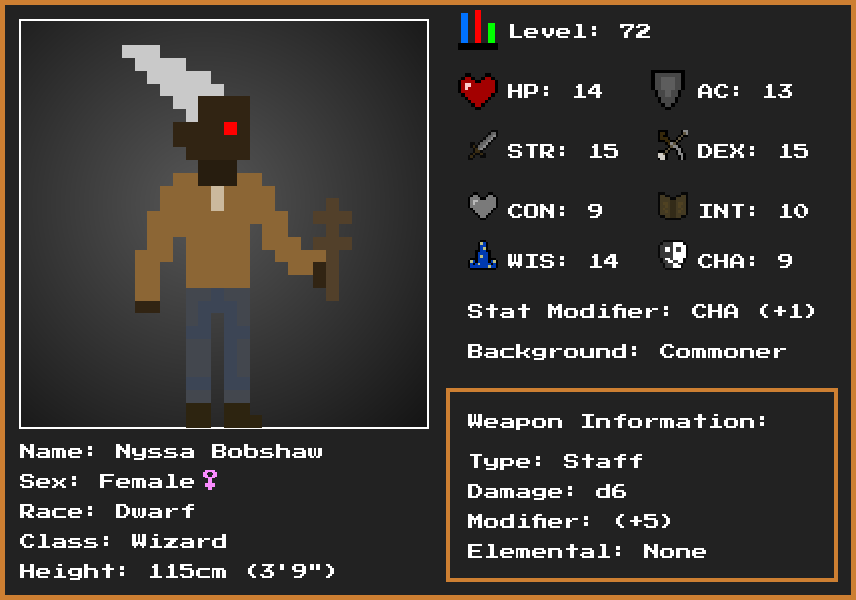 Level: 72
HP: 14
AC: 13
STR: 15
DEX: 15
CON: 9
INT: 10
WIS: 14
CHA: 9
Stat Modifier: CHA (+1)
Background: Commoner
Weapon Information:
Type: Staff
Damage: d6
Modifier: (+5)
Elemental: None
Name: Nyssa Bobshaw
Sex: Female♀
Race: Dwarf
Class: Wizard
Height: 115cm (3'9")